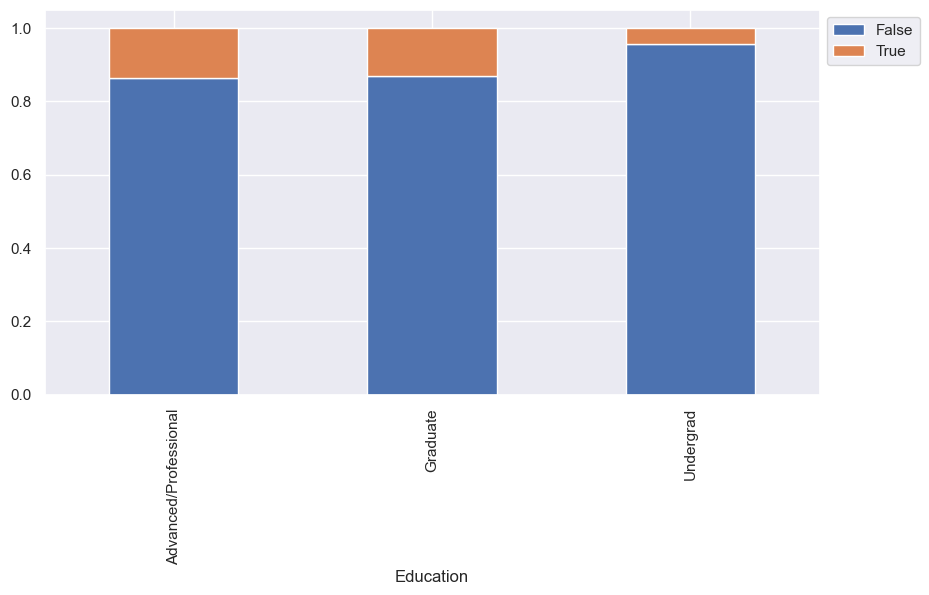 1.0
0.8
0.6
0.4
0.2
0.0
False
True
Advanced/Professional
Graduate
Undergrad
Education